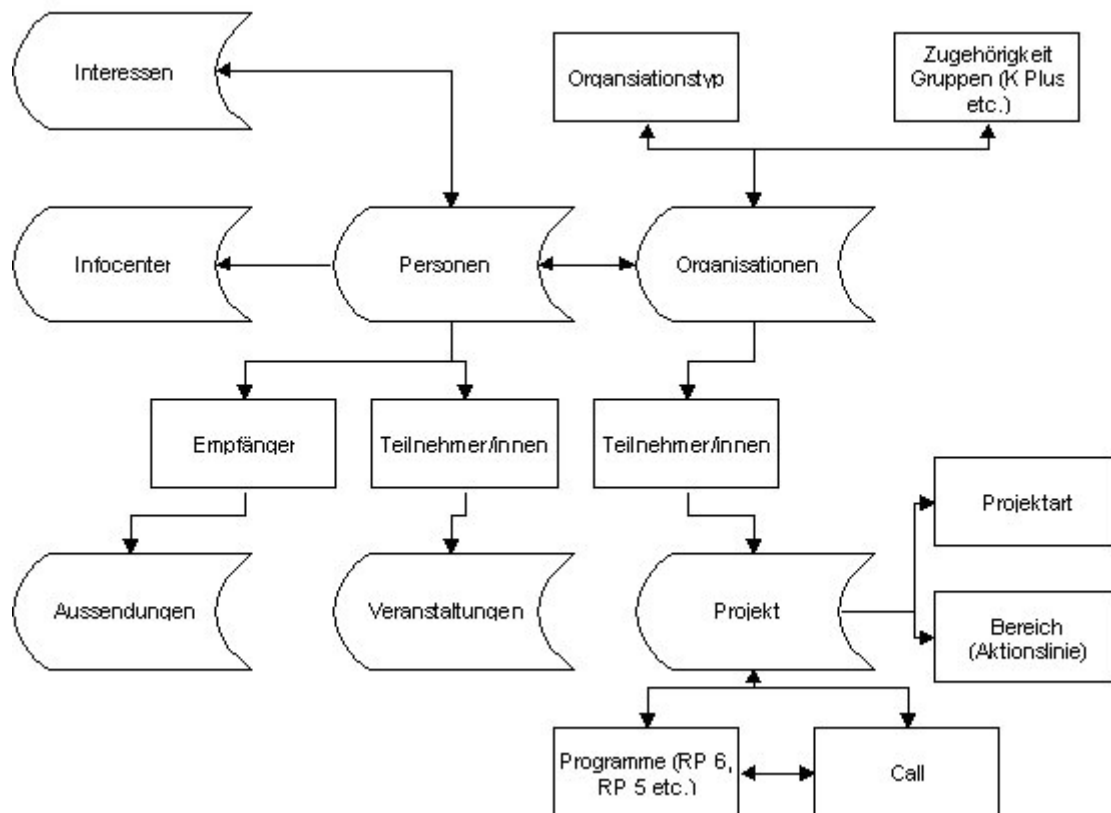 Interessen
Organsiationstyp
Zugehörigkeit
Gruppen (K Plus
etc.)
Infocenter
Personen
Organisationen
Empfänger
Teilnehmer/innen
Teilnehmer/innen
Projektart
Aussendungen
Veranstaltungen
Projekt
Bereich
(Aktionslinie)
Programme (RP 6,
RP 5 etc.)
Call